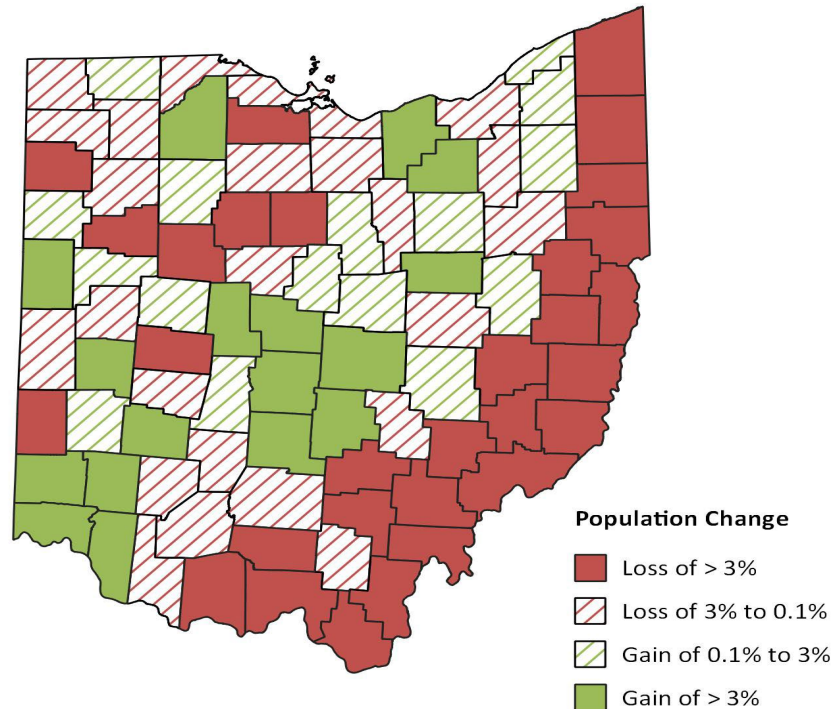 Population Change
Loss of > 3%
Loss of 3% to 0.1%
Gain of 0.1% to 3%
Gain of > 3%